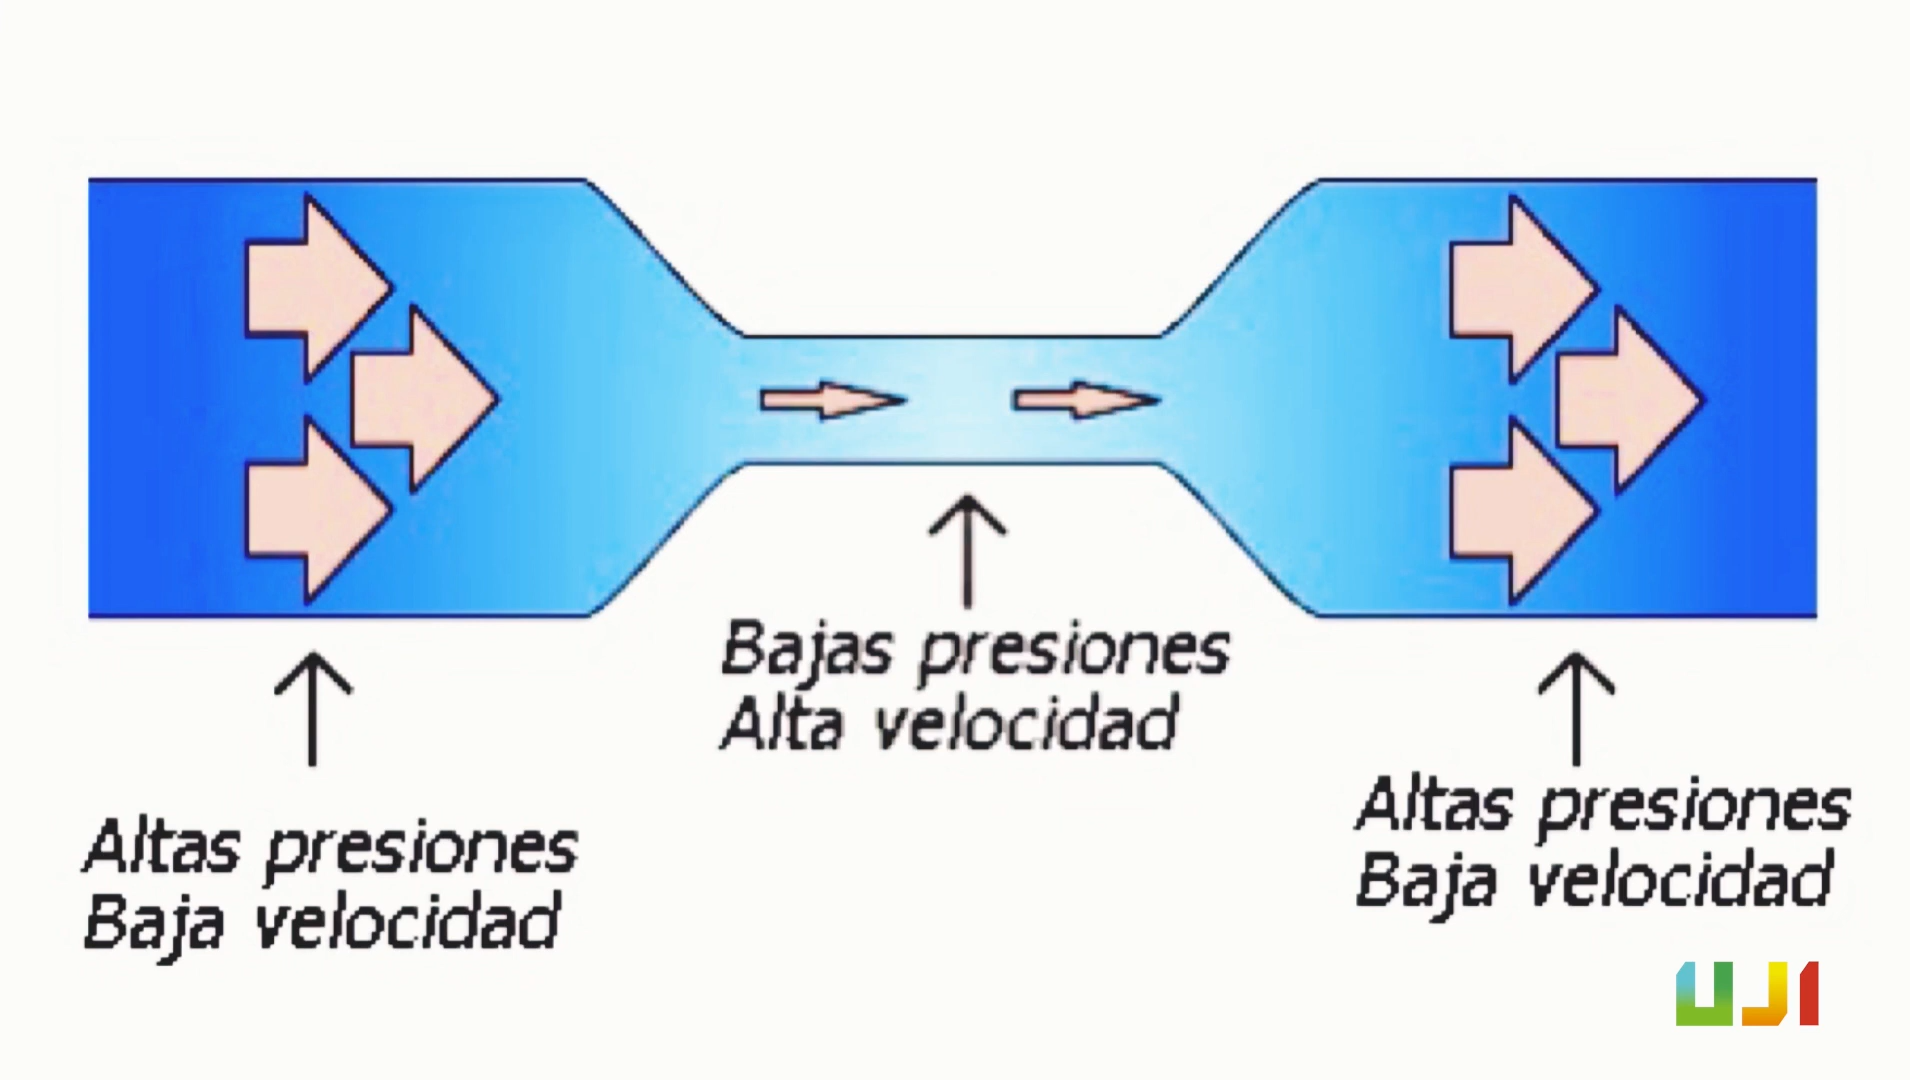 Bajas presiones
Alta velocidad
Altas presiones
Baja velocidad
Altas presiones
Baja velocidad
UJI